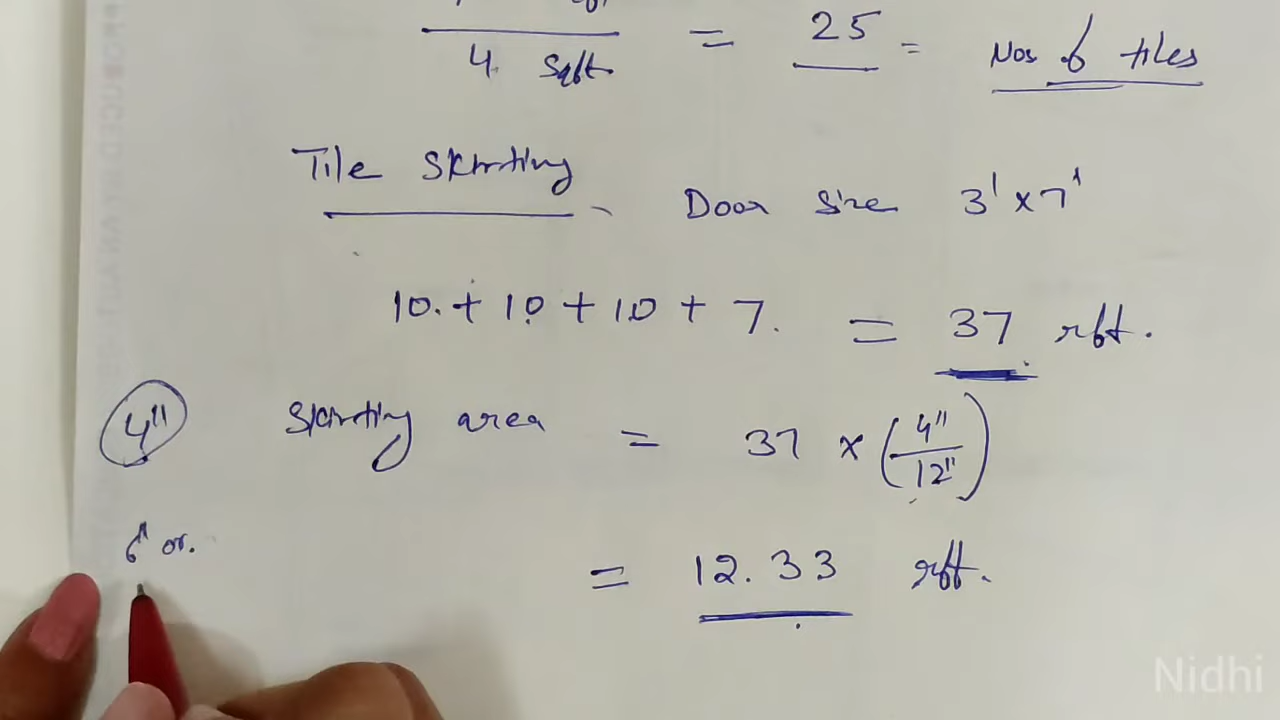 4 Sqft = 25 = Nos of tiles
Tile Skirting
Door size 3' x 7'
10 + 10 + 10 + 7 = 37 rft.
4" Skirting area = 37 x (4"/12")
6" or.
= 12.33 rft.
Nidhi